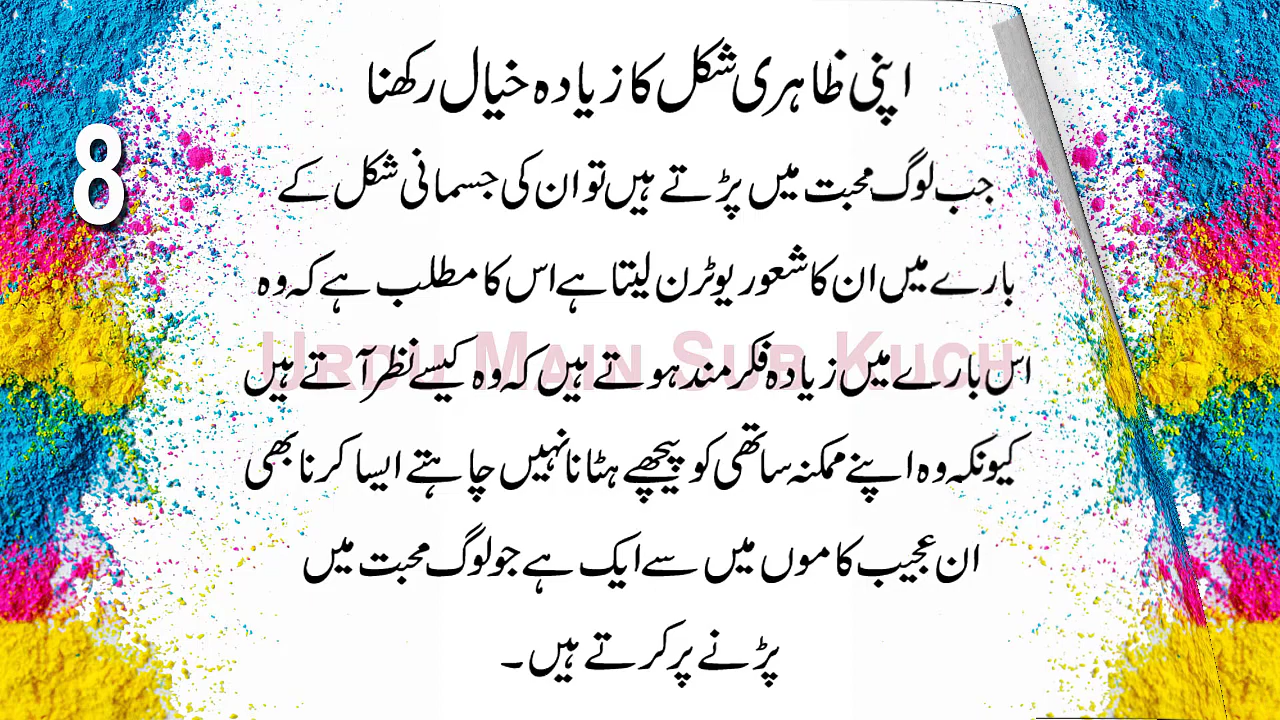 اپنی ظاہری شکل کا زیادہ خیال رکھنا
8
جب لوگ محبت میں پڑتے ہیں تو ان کی جسمانی شکل کے
بارے میں ان کا شعور یوٹرن لیتا ہے اس کا مطلب ہے کہ وہ
اس بارے میں زیادہ فکر مند ہوتے ہیں کہ وہ کیسے نظر آتے ہیں
URDU MAIN SUB KUCH
کیونکہ وہ اپنے ممکنہ ساتھی کو پیچھے ہٹانا نہیں چاہتے ایسا کرنا بھی
ان عجیب کاموں میں سے ایک ہے جو لوگ محبت میں
پڑنے پر کرتے ہیں۔